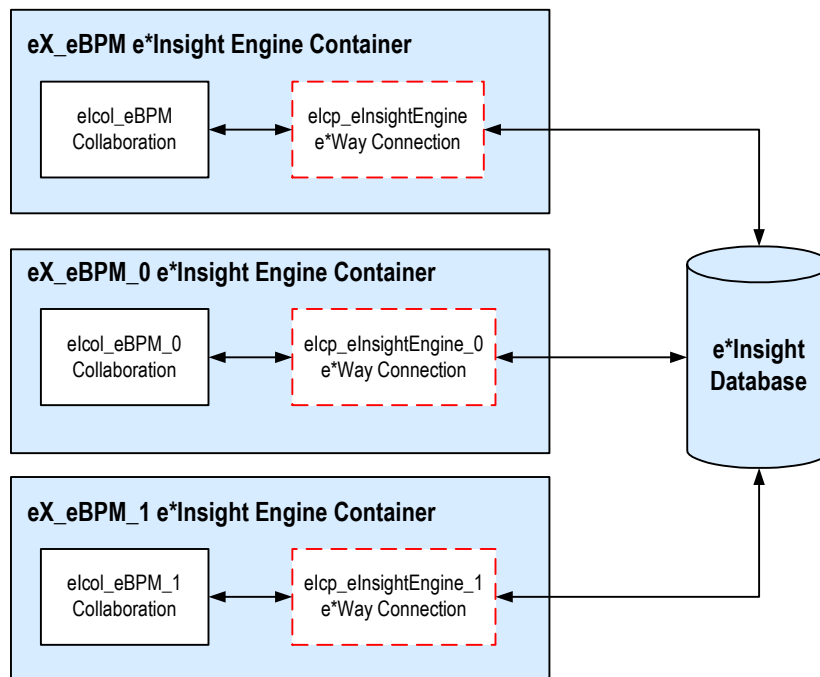 eX_eBPM e*Insight Engine Container
eIcol_eBPM
Collaboration
eIcp_eInsightEngine
e*Way Connection
eX_eBPM_0 e*Insight Engine Container
eIcol_eBPM_0
Collaboration
eIcp_eInsightEngine_0
e*Way Connection
e*Insight
Database
eX_eBPM_1 e*Insight Engine Container
eIcol_eBPM_1
Collaboration
eIcp_eInsightEngine_1
e*Way Connection